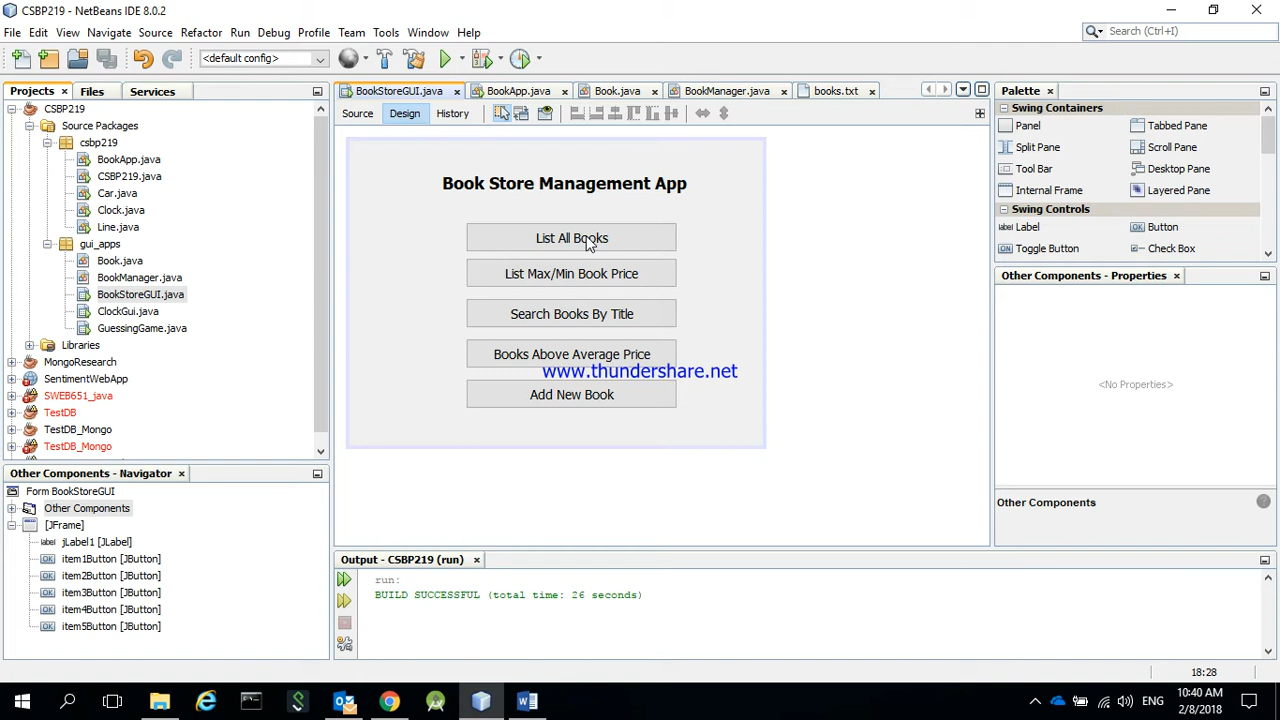 CSBP219 - NetBeans IDE 8.0.2
File Edit View Navigate Source Refactor Run Debug Profile Team Tools Window Help
Search (Ctrl+I)
<default config>
Projects Files Services
CSBP219
Source Packages
csbp219
BookApp.java
CSBP219.java
Car.java
Clock.java
Line.java
gui_apps
Book.java
BookManager.java
BookStoreGUI.java
ClockGui.java
GuessingGame.java
Libraries
MongoResearch
SentimentWebApp
SWEB651_java
TestDB
TestDB_Mongo
TestDB_Mongo
Other Components - Navigator
Form BookStoreGUI
Other Components
[JFrame]
jLabel1 [JLabel]
item1Button [JButton]
item2Button [JButton]
item3Button [JButton]
item4Button [JButton]
item5Button [JButton]
BookStoreGUI.java BookApp.java Book.java BookManager.java books.txt
Source Design History
Book Store Management App
List All Books
List Max/Min Book Price
Search Books By Title
Books Above Average Price
www.thundershare.net
Add New Book
Output - CSBP219 (run)
run:
BUILD SUCCESSFUL (total time: 26 seconds)
Palette
Swing Containers
Panel Tabbed Pane
Split Pane Scroll Pane
Tool Bar Desktop Pane
Internal Frame Layered Pane
Swing Controls
Label Button
Toggle Button Check Box
Other Components - Properties
<No Properties>
Other Components
18:28
ENG
10:40 AM
2/8/2018